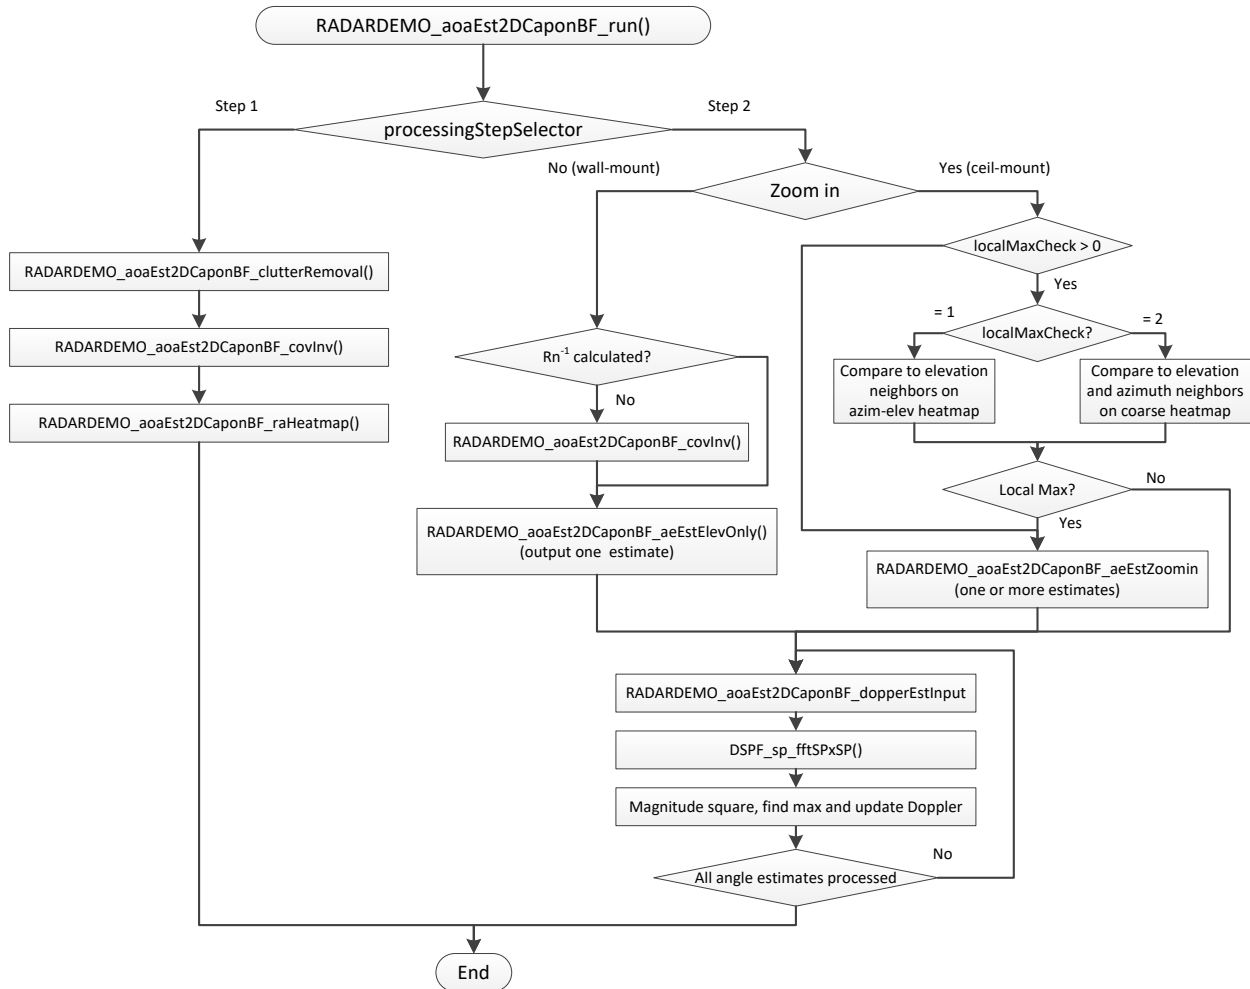 RADARDEMO_aoaEst2DCaponBF_run()
Step 1
Step 2
processingStepSelector
No (wall-mount)
Yes (ceil-mount)
Zoom in
localMaxCheck > 0
RADARDEMO_aoaEst2DCaponBF_clutterRemoval()
Yes
= 1
localMaxCheck?
= 2
RADARDEMO_aoaEst2DCaponBF_covInv()
Rn⁻¹ calculated?
Compare to elevation
neighbors on
azim-elev heatmap
Compare to elevation
and azimuth neighbors
on coarse heatmap
No
RADARDEMO_aoaEst2DCaponBF_raHeatmap()
RADARDEMO_aoaEst2DCaponBF_covInv()
Local Max?
No
Yes
RADARDEMO_aoaEst2DCaponBF_aeEstElevOnly()
(output one estimate)
RADARDEMO_aoaEst2DCaponBF_aeEstZoomin
(one or more estimates)
RADARDEMO_aoaEst2DCaponBF_dopperEstInput
DSPF_sp_fftSPxSP()
Magnitude square, find max and update Doppler
No
All angle estimates processed
End